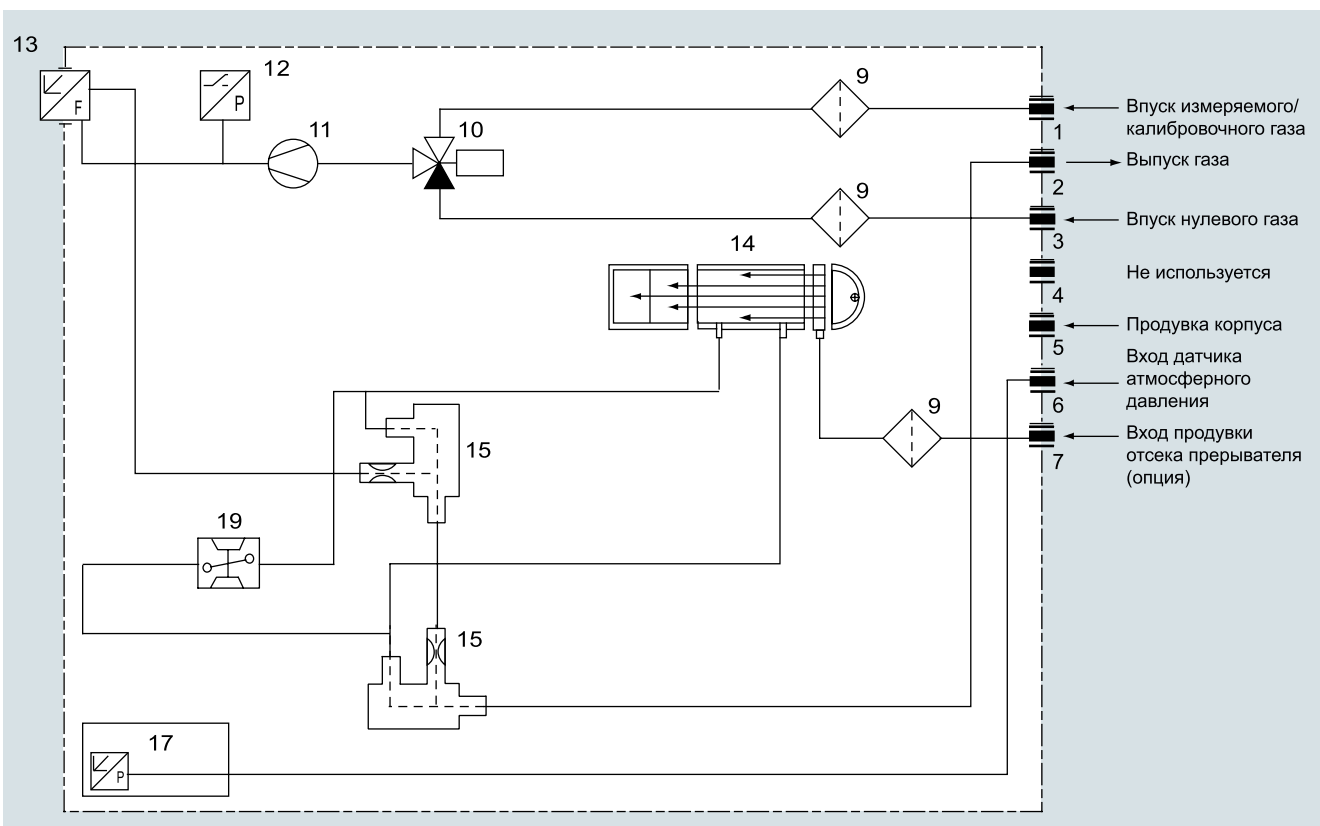 13
F
12
P
11
10
9
9
14
15
19
15
17
P
9
1
Впуск измеряемого/
калибровочного газа
2
Выпуск газа
3
Впуск нулевого газа
4
Не используется
5
Продувка корпуса
6
Вход датчика
атмосферного
давления
7
Вход продувки
отсека прерывателя
(опция)